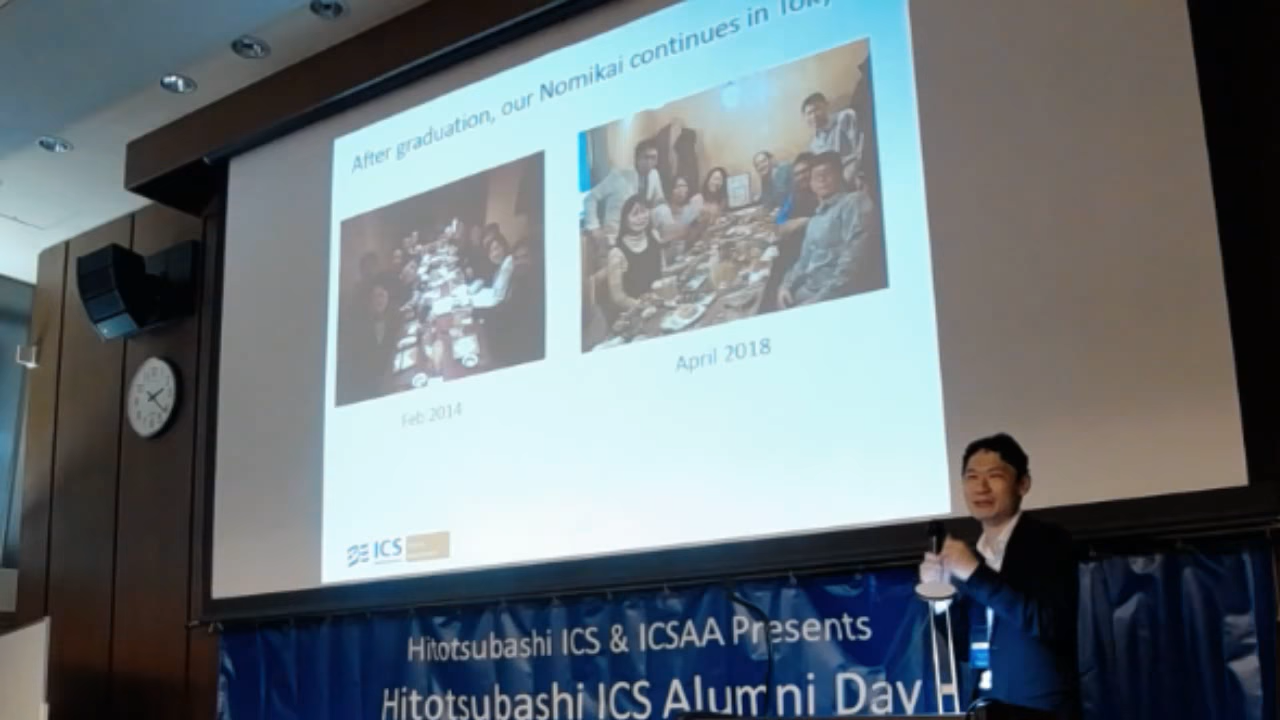 After graduation, our Nomikai continues in Toky
Feb 2014
April 2018
ICS
Hitotsubashi ICS & ICSAA Presents
Hitotsubashi ICS Alumni Day